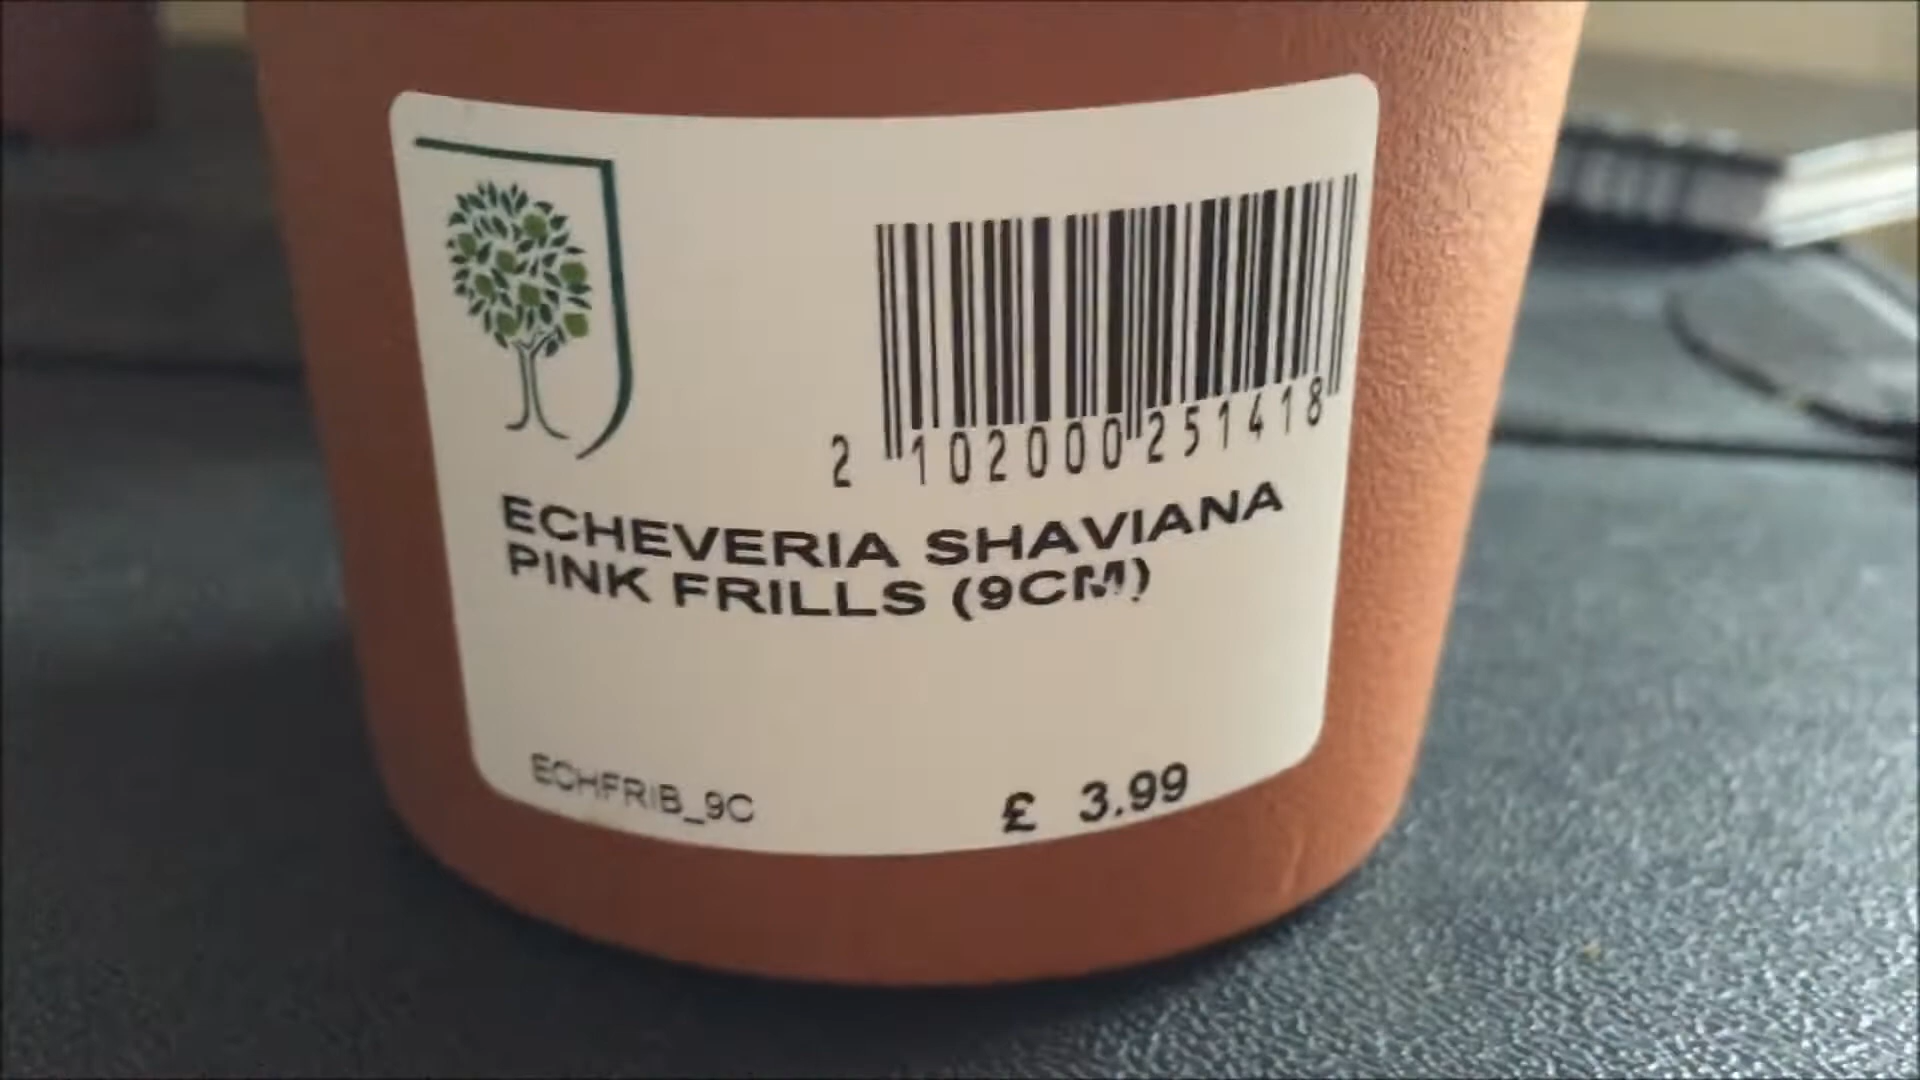 2 102000 251418
ECHEVERIA SHAVIANA
PINK FRILLS (9CM)
ECHFRIB_9C £ 3.99